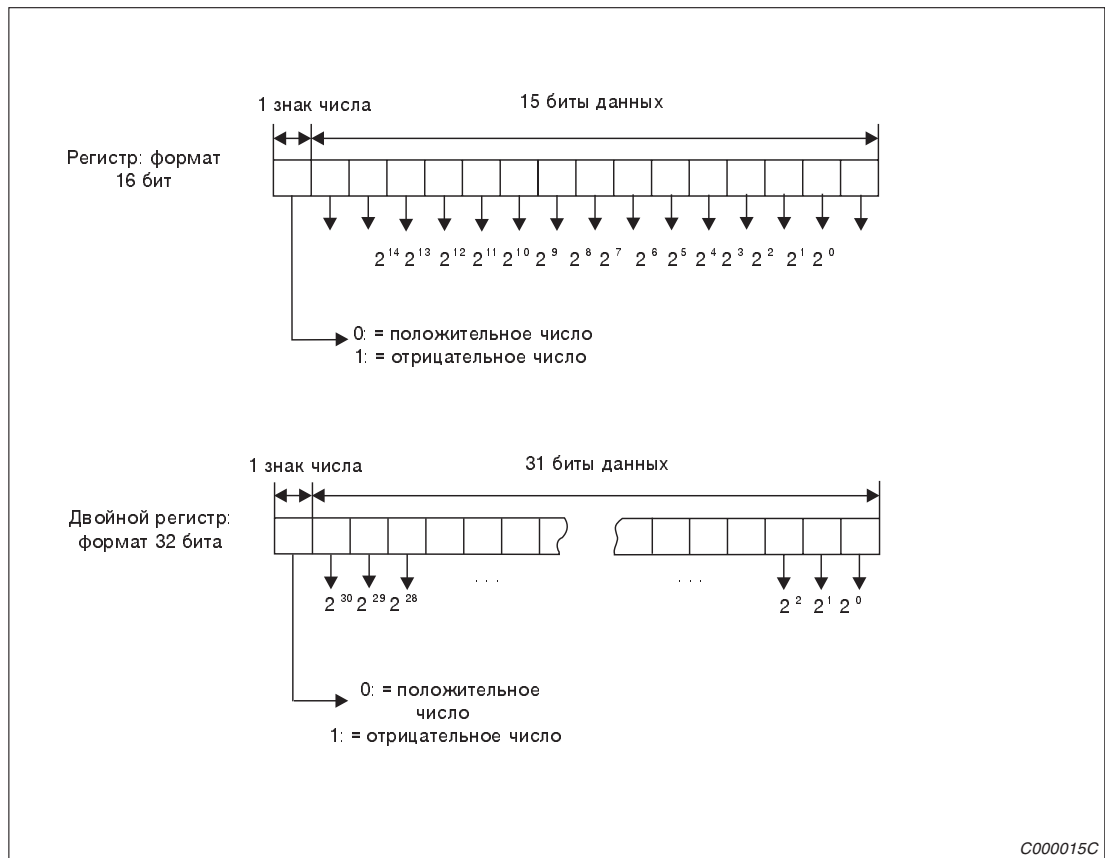 1 знак числа
15 биты данных
Регистр: формат
16 бит
2¹⁴ 2¹³ 2¹² 2¹¹ 2¹⁰ 2⁹ 2⁸ 2⁷ 2⁶ 2⁵ 2⁴ 2³ 2² 2¹ 2⁰
0: = положительное число
1: = отрицательное число
1 знак числа
31 биты данных
Двойной регистр:
формат 32 бита
2³⁰ 2²⁹ 2²⁸ . . . . . . 2² 2¹ 2⁰
0: = положительное
число
1: = отрицательное число
C000015C